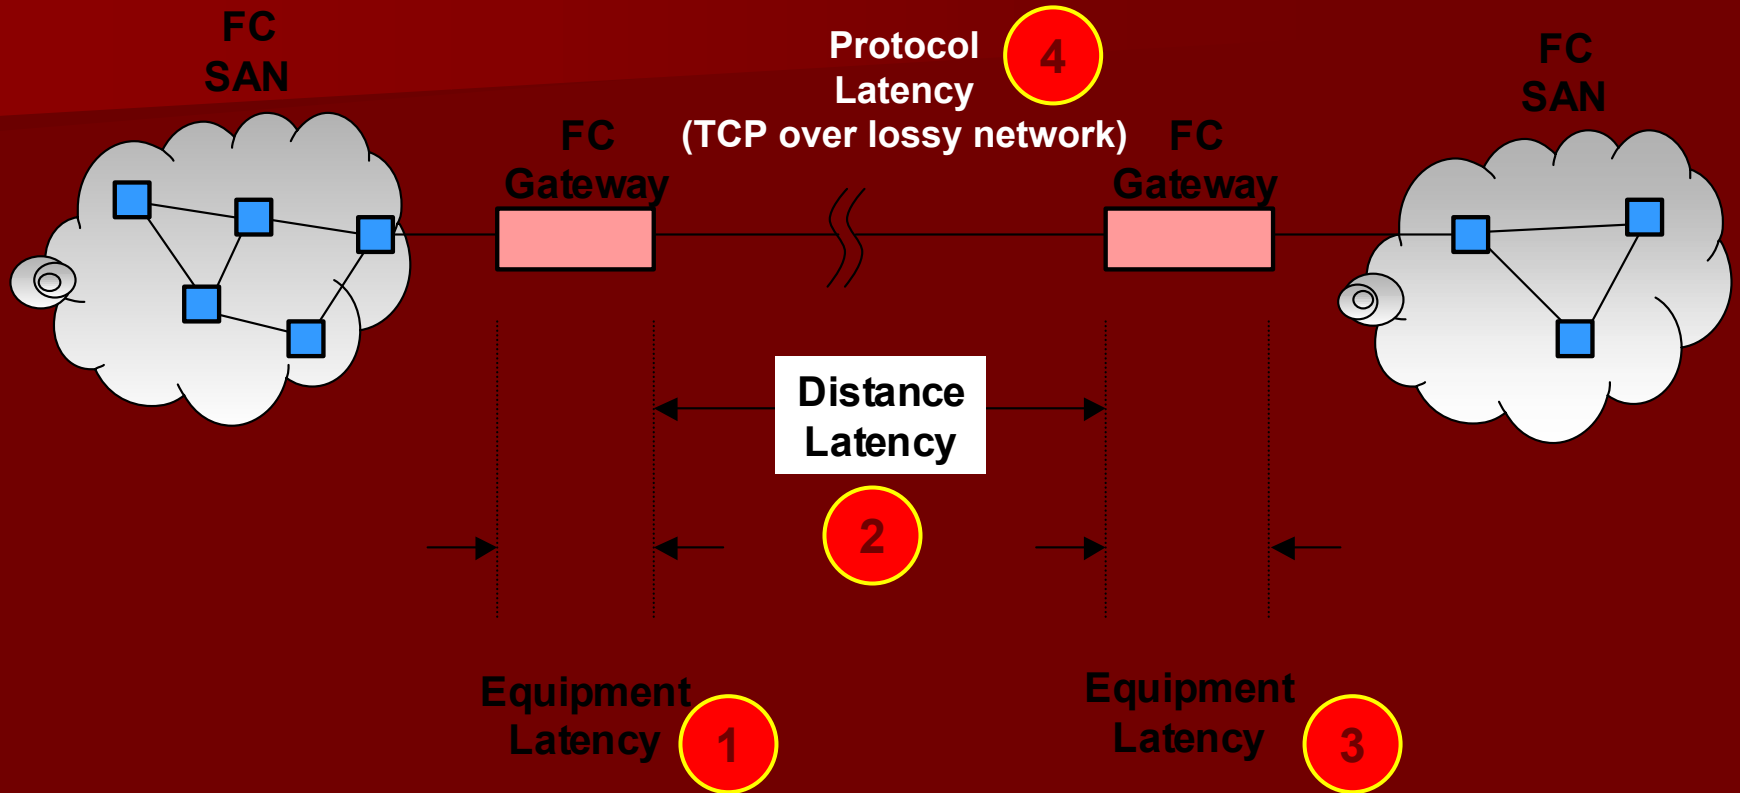 FC
SAN
Protocol
Latency
(TCP over lossy network)
4
FC
SAN
FC
Gateway
FC
Gateway
Distance
Latency
2
Equipment
Latency
1
Equipment
Latency
3